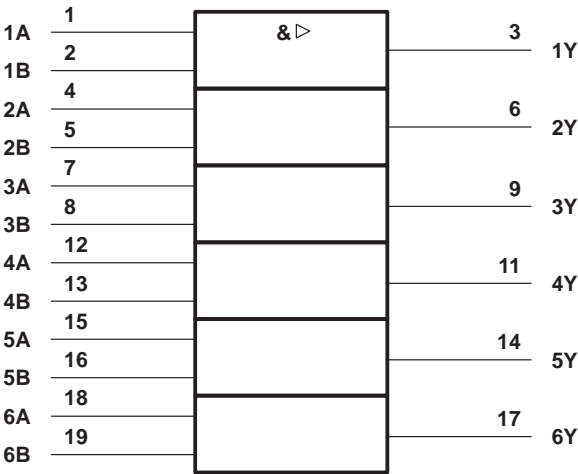 1A 1 & ▷ 3 1Y
1B 2
2A 4 6 2Y
2B 5
3A 7 9 3Y
3B 8
4A 12 11 4Y
4B 13
5A 15 14 5Y
5B 16
6A 18 17 6Y
6B 19